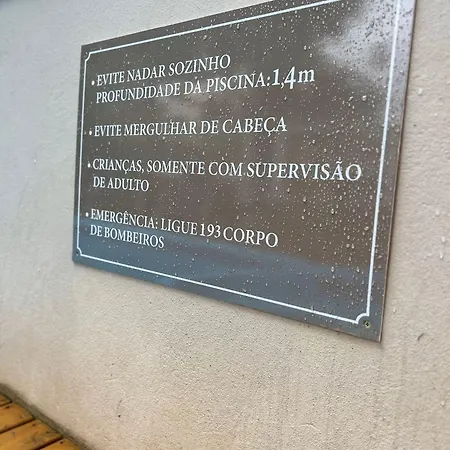 • EVITE NADAR SOZINHO
PROFUNDIDADE DA PISCINA: 1,4m
• EVITE MERGULHAR DE CABEÇA
• CRIANÇAS, SOMENTE COM SUPERVISÃO
DE ADULTO
• EMERGÊNCIA: LIGUE 193 CORPO
DE BOMBEIROS